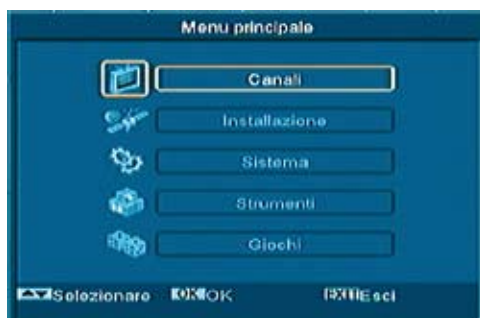 Menu principale
Canali
Installazione
Sistema
Strumenti
Giochi
Selezionare OK OK EXIT Esci